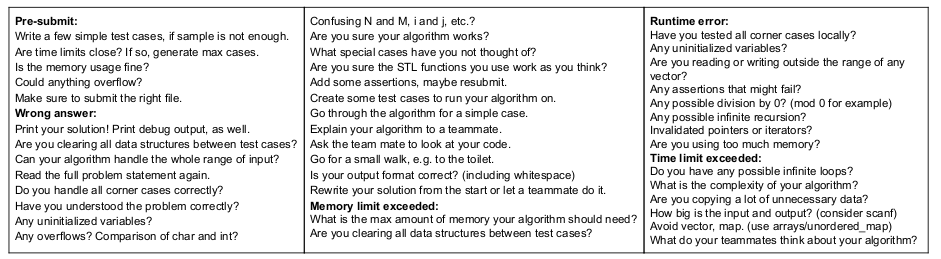 Pre-submit:
Write a few simple test cases, if sample is not enough.
Are time limits close? If so, generate max cases.
Is the memory usage fine?
Could anything overflow?
Make sure to submit the right file.
Wrong answer:
Print your solution! Print debug output, as well.
Are you clearing all data structures between test cases?
Can your algorithm handle the whole range of input?
Read the full problem statement again.
Do you handle all corner cases correctly?
Have you understood the problem correctly?
Any uninitialized variables?
Any overflows? Comparison of char and int?
Confusing N and M, i and j, etc.?
Are you sure your algorithm works?
What special cases have you not thought of?
Are you sure the STL functions you use work as you think?
Add some assertions, maybe resubmit.
Create some test cases to run your algorithm on.
Go through the algorithm for a simple case.
Explain your algorithm to a teammate.
Ask the team mate to look at your code.
Go for a small walk, e.g. to the toilet.
Is your output format correct? (including whitespace)
Rewrite your solution from the start or let a teammate do it.
Memory limit exceeded:
What is the max amount of memory your algorithm should need?
Are you clearing all data structures between test cases?
Runtime error:
Have you tested all corner cases locally?
Any uninitialized variables?
Are you reading or writing outside the range of any
vector?
Any assertions that might fail?
Any possible division by 0? (mod 0 for example)
Any possible infinite recursion?
Invalidated pointers or iterators?
Are you using too much memory?
Time limit exceeded:
Do you have any possible infinite loops?
What is the complexity of your algorithm?
Are you copying a lot of unnecessary data?
How big is the input and output? (consider scanf)
Avoid vector, map. (use arrays/unordered_map)
What do your teammates think about your algorithm?